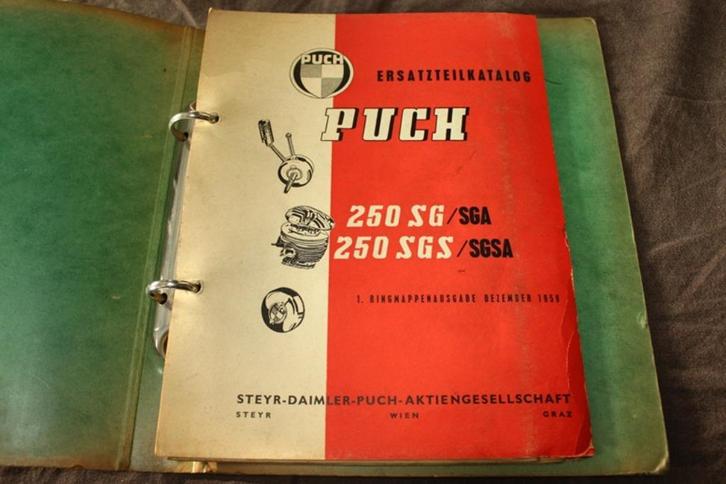 PUCH
ERSATZTEILKATALOG
PUCH
250 SG/SGA
250 SGS/SGSA
1. RINGMAPPENAUSGABE DEZEMBER 1959
STEYR-DAIMLER-PUCH-AKTIENGESELLSCHAFT
STEYR WIEN GRAZ